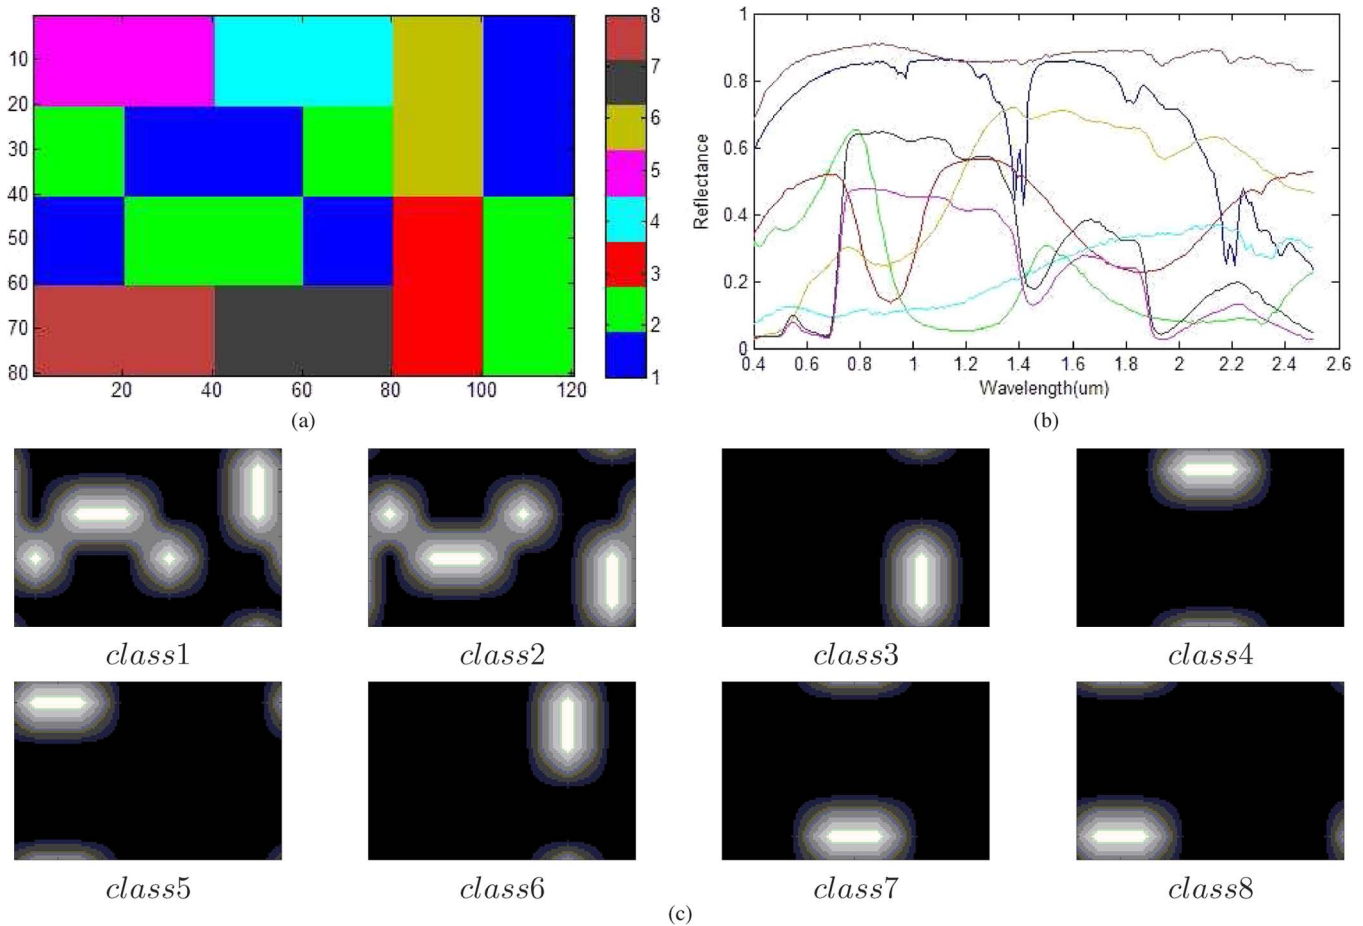 10
20
30
40
50
60
70
80
20 40 60 80 100 120
8
7
6
5
4
3
2
1
(a)
1
0.8
0.6
0.4
0.2
0
Reflectance
0.4 0.6 0.8 1 1.2 1.4 1.6 1.8 2 2.2 2.4 2.6
Wavelength(um)
(b)
class1 class2 class3 class4
class5 class6 class7 class8
(c)